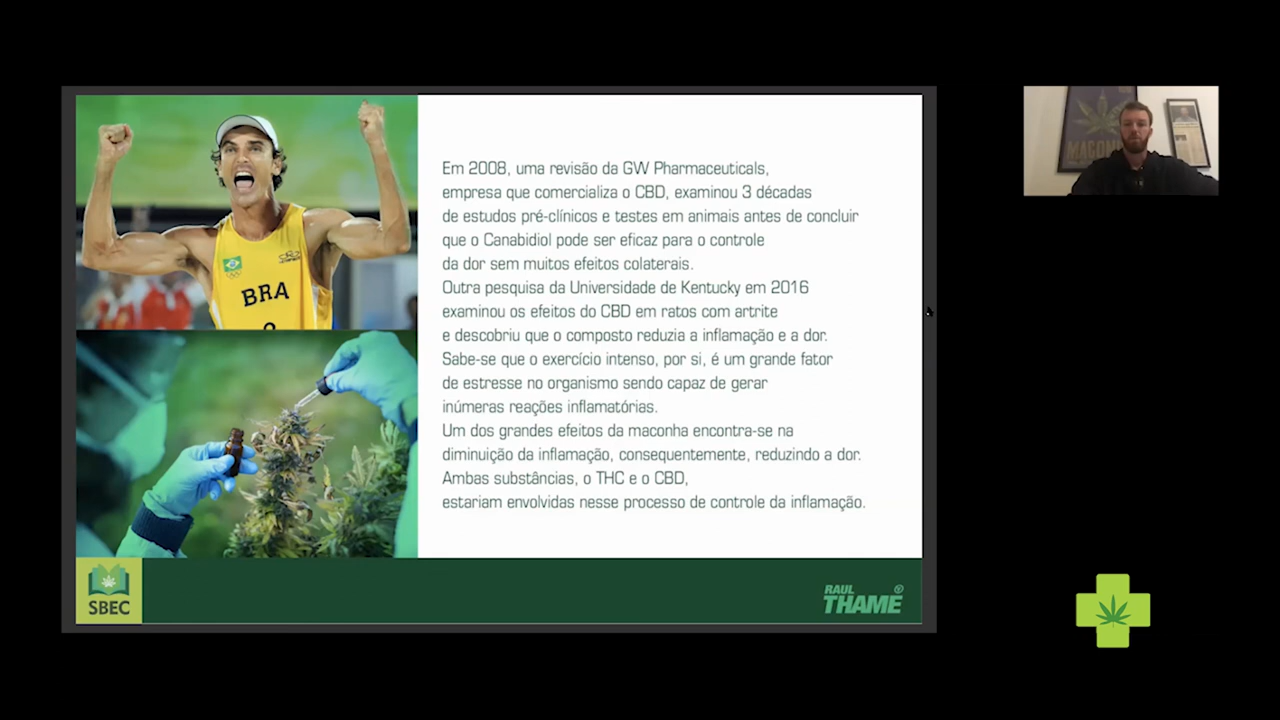 Em 2008, uma revisão da GW Pharmaceuticals,
empresa que comercializa o CBD, examinou 3 décadas
de estudos pré-clínicos e testes em animais antes de concluir
que o Canabidiol pode ser eficaz para o controle
da dor sem muitos efeitos colaterais.
Outra pesquisa da Universidade de Kentucky em 2016
examinou os efeitos do CBD em ratos com artrite
e descobriu que o composto reduzia a inflamação e a dor.
Sabe-se que o exercício intenso, por si, é um grande fator
de estresse no organismo sendo capaz de gerar
inúmeras reações inflamatórias.
Um dos grandes efeitos da maconha encontra-se na
diminuição da inflamação, consequentemente, reduzindo a dor.
Ambas substâncias, o THC e o CBD,
estariam envolvidas nesse processo de controle da inflamação.
BRA
SBEC
RAUL
THAME